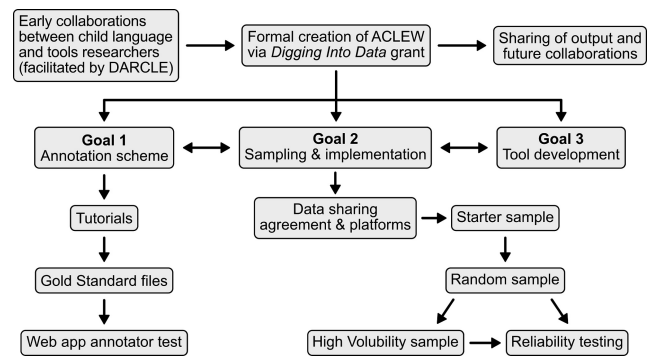 Early collaborations
between child language
and tools researchers
(facilitated by DARCLE)
Formal creation of ACLEW
via Digging Into Data grant
Sharing of output and
future collaborations
Goal 1
Annotation scheme
Goal 2
Sampling & implementation
Goal 3
Tool development
Tutorials
Data sharing
agreement & platforms
Starter sample
Gold Standard files
Random sample
Web app annotator test
High Volubility sample
Reliability testing